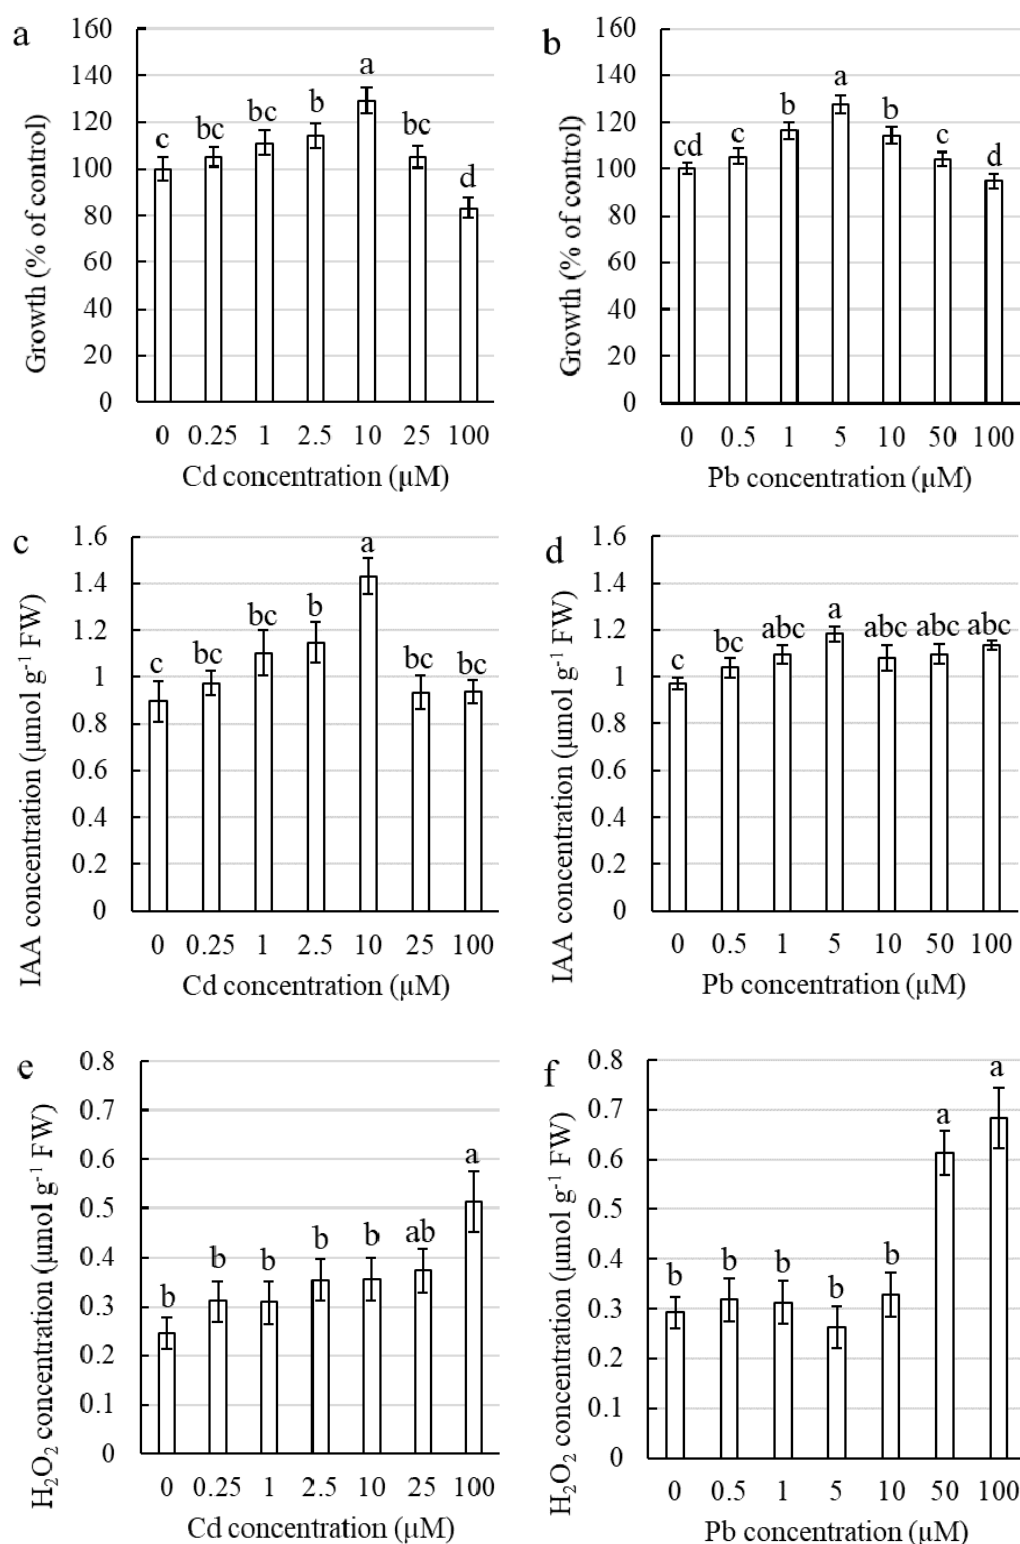 a
160
140
120
100
80
60
40
20
0
Growth (% of control)
c
bc
bc
b
a
bc
d
0 0.25 1 2.5 10 25 100
Cd concentration (µM)
b
160
140
120
100
80
60
40
20
0
Growth (% of control)
cd
c
b
a
b
c
d
0 0.5 1 5 10 50 100
Pb concentration (µM)
c
1.6
1.4
1.2
1
0.8
0.6
0.4
0.2
0
IAA concentration (µmol g⁻¹ FW)
c
bc
bc
b
a
bc
bc
0 0.25 1 2.5 10 25 100
Cd concentration (µM)
d
1.6
1.4
1.2
1
0.8
0.6
0.4
0.2
0
IAA concentration (µmol g⁻¹ FW)
c
bc
abc
a
abc
abc
abc
0 0.5 1 5 10 50 100
Pb concentration (µM)
e
0.8
0.7
0.6
0.5
0.4
0.3
0.2
0.1
0
H₂O₂ concentration (µmol g⁻¹ FW)
b
b
b
b
b
ab
a
0 0.25 1 2.5 10 25 100
Cd concentration (µM)
f
0.8
0.7
0.6
0.5
0.4
0.3
0.2
0.1
0
H₂O₂ concentration (µmol g⁻¹ FW)
b
b
b
b
b
a
a
0 0.5 1 5 10 50 100
Pb concentration (µM)